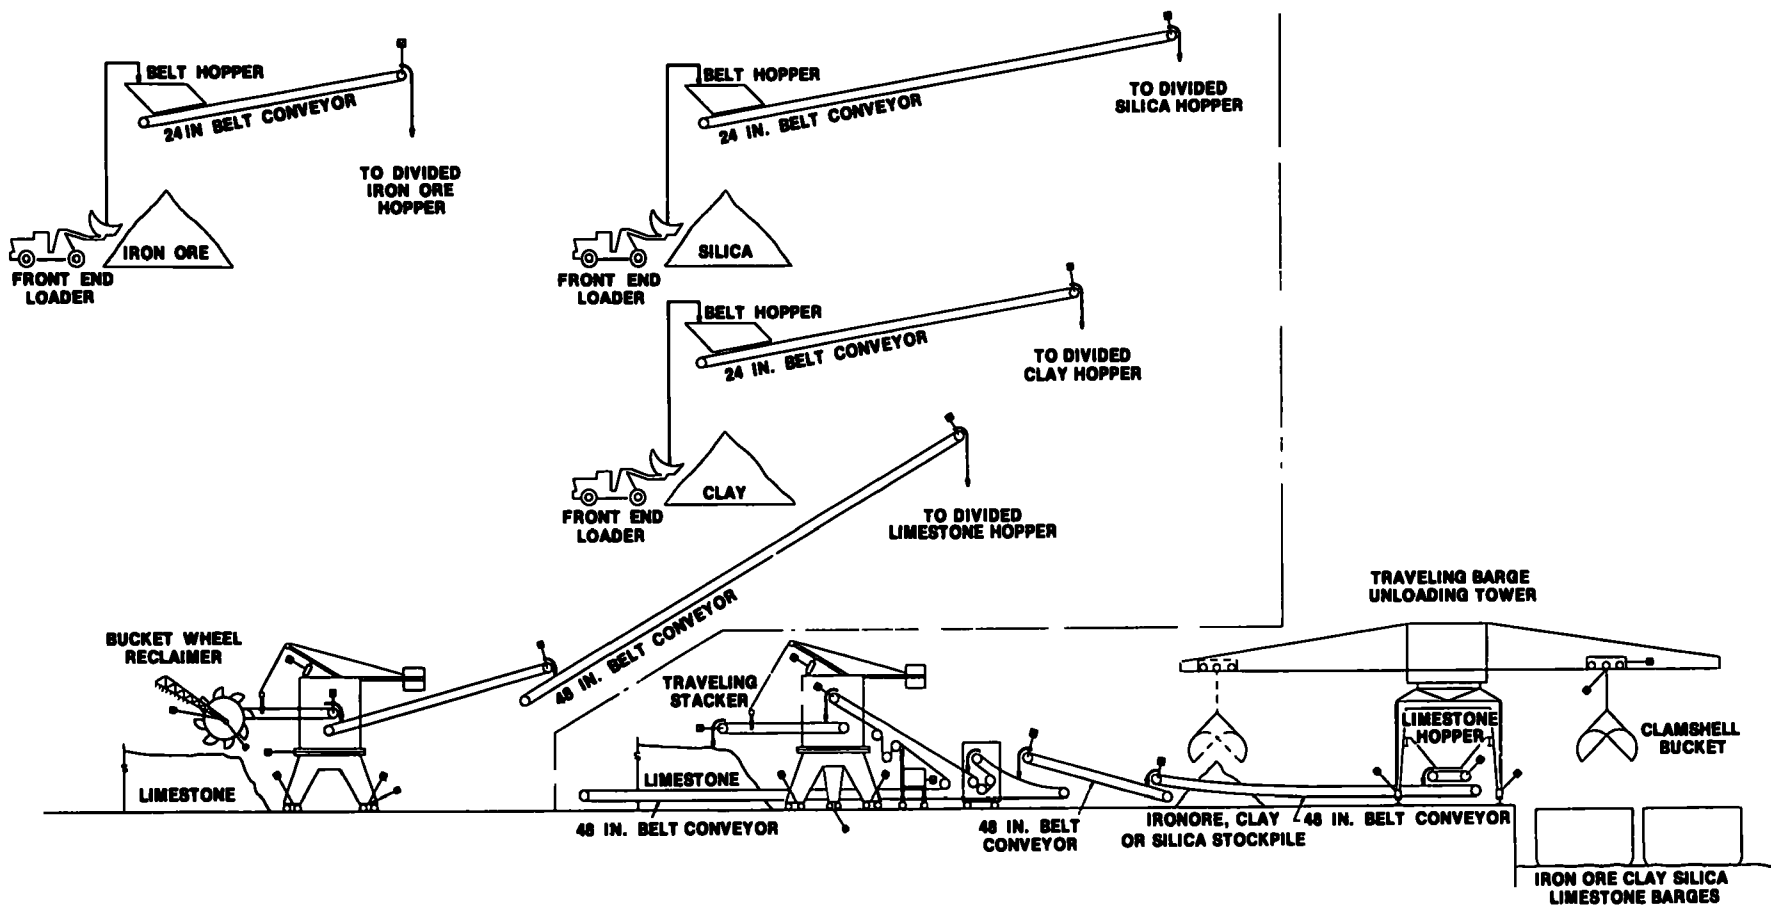 BELT HOPPER
24 IN BELT CONVEYOR
TO DIVIDED
IRON ORE
HOPPER
IRON ORE
FRONT END
LOADER
BELT HOPPER
24 IN. BELT CONVEYOR
TO DIVIDED
SILICA HOPPER
SILICA
FRONT END
LOADER
BELT HOPPER
24 IN. BELT CONVEYOR
TO DIVIDED
CLAY HOPPER
CLAY
FRONT END
LOADER
TO DIVIDED
LIMESTONE HOPPER
48 IN. BELT CONVEYOR
BUCKET WHEEL
RECLAIMER
LIMESTONE
TRAVELING
STACKER
LIMESTONE
48 IN. BELT CONVEYOR
48 IN. BELT
CONVEYOR
IRONORE, CLAY
OR SILICA STOCKPILE
48 IN. BELT CONVEYOR
TRAVELING BARGE
UNLOADING TOWER
LIMESTONE
HOPPER
CLAMSHELL
BUCKET
IRON ORE CLAY SILICA
LIMESTONE BARGES